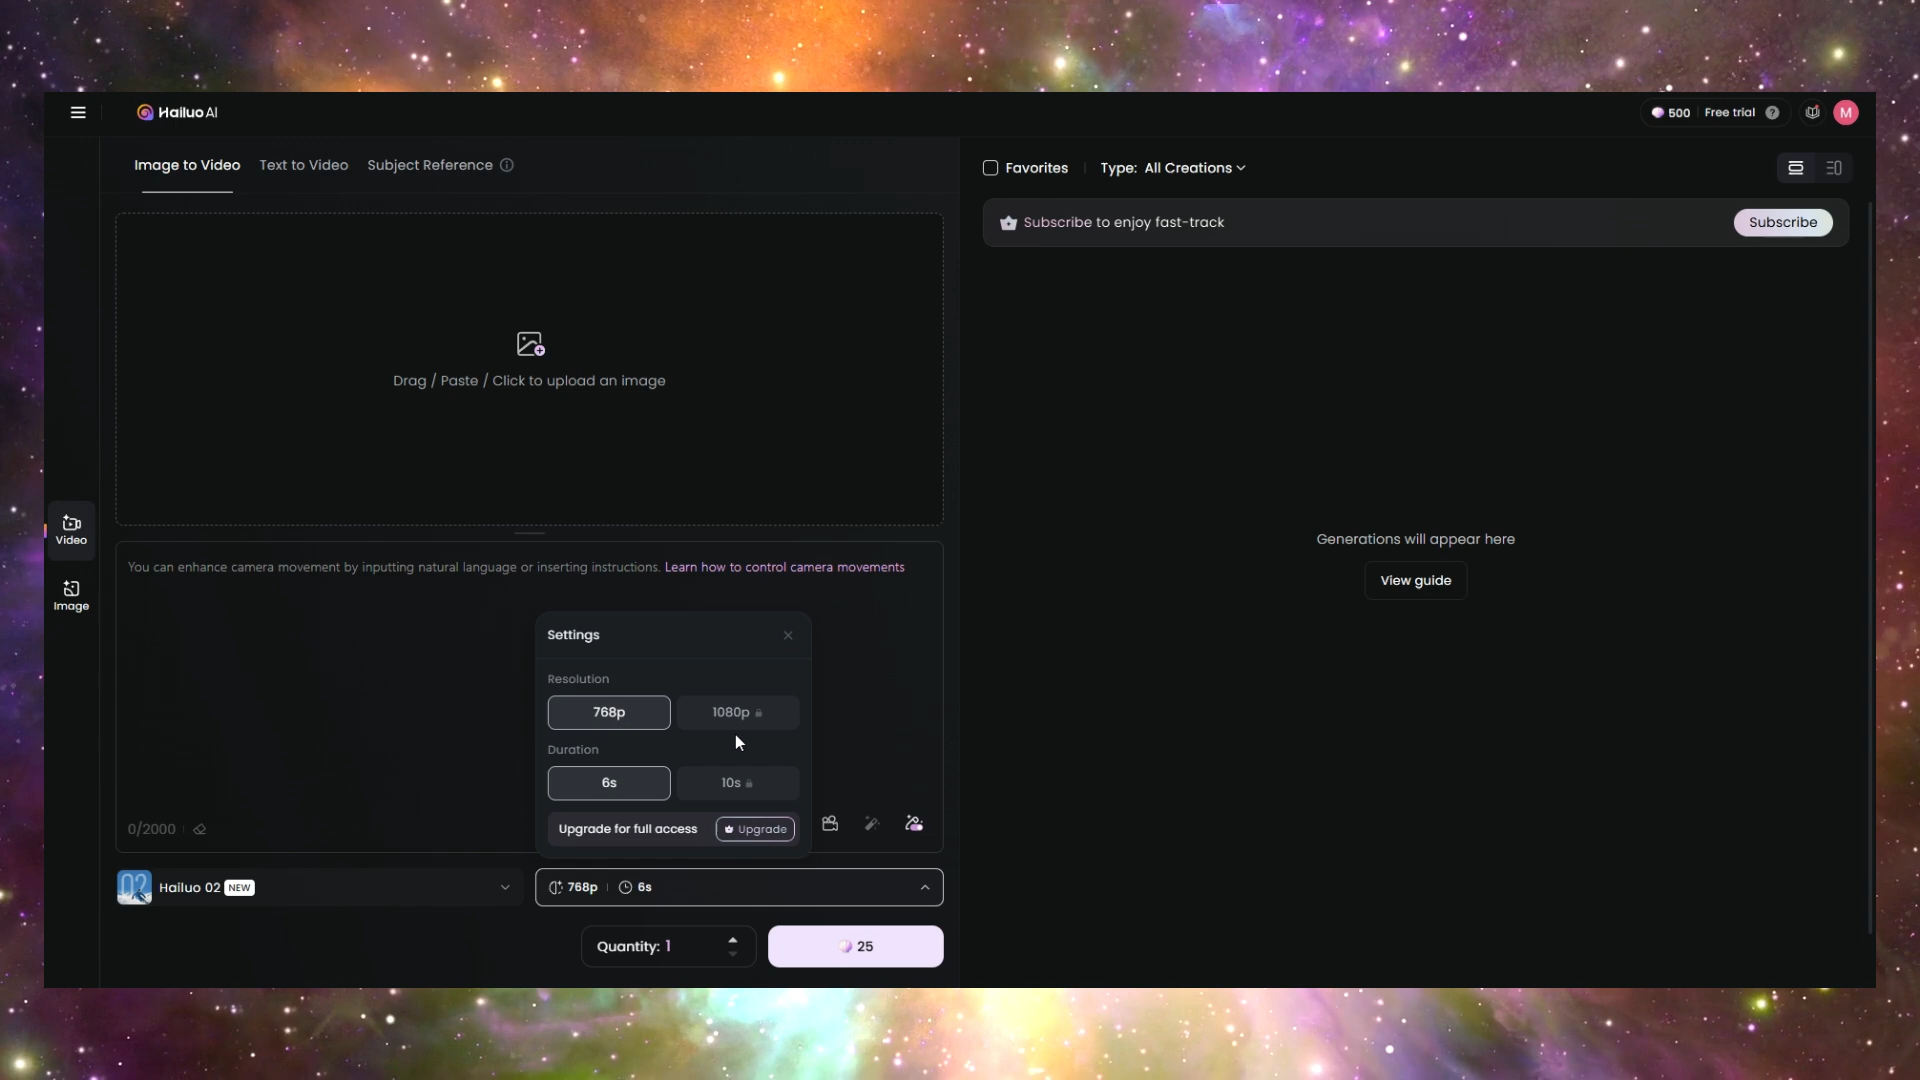 Hailuo AI
500 Free trial ?
M
Image to Video Text to Video Subject Reference
Favorites Type: All Creations
Subscribe to enjoy fast-track Subscribe
Drag / Paste / Click to upload an image
Video
Image
You can enhance camera movement by inputting natural language or inserting instructions. Learn how to control camera movements
Generations will appear here
View guide
Settings
Resolution
768p 1080p
Duration
6s 10s
Upgrade for full access Upgrade
0/2000
02 Hailuo 02 NEW
768p 6s
Quantity: 1
25